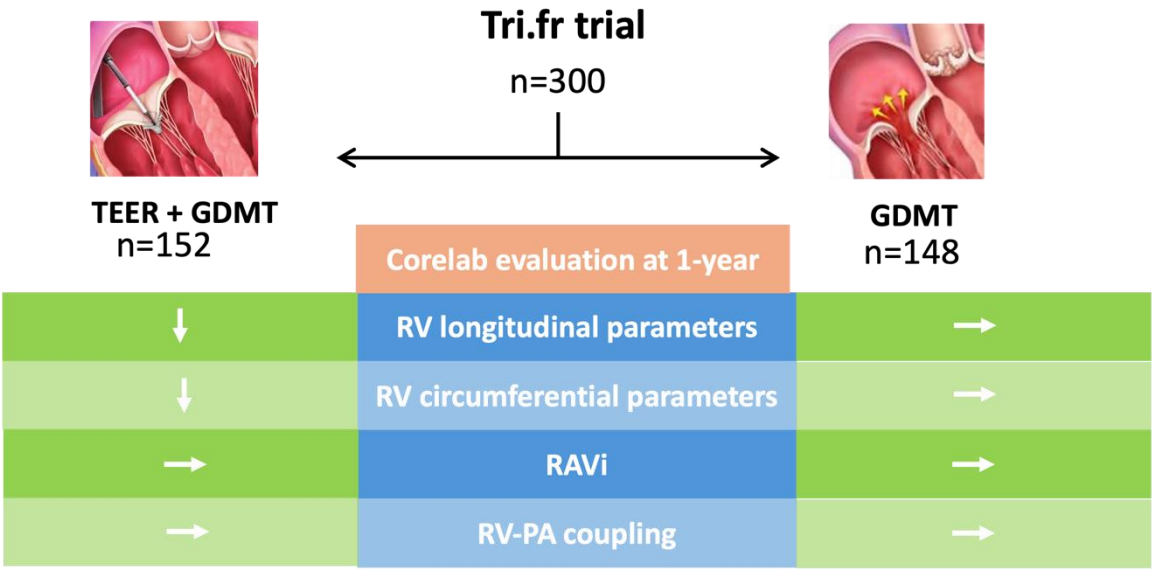 Tri.fr trial
n=300
TEER + GDMT
n=152
GDMT
n=148
Corelab evaluation at 1-year
RV longitudinal parameters
RV circumferential parameters
RAVi
RV-PA coupling